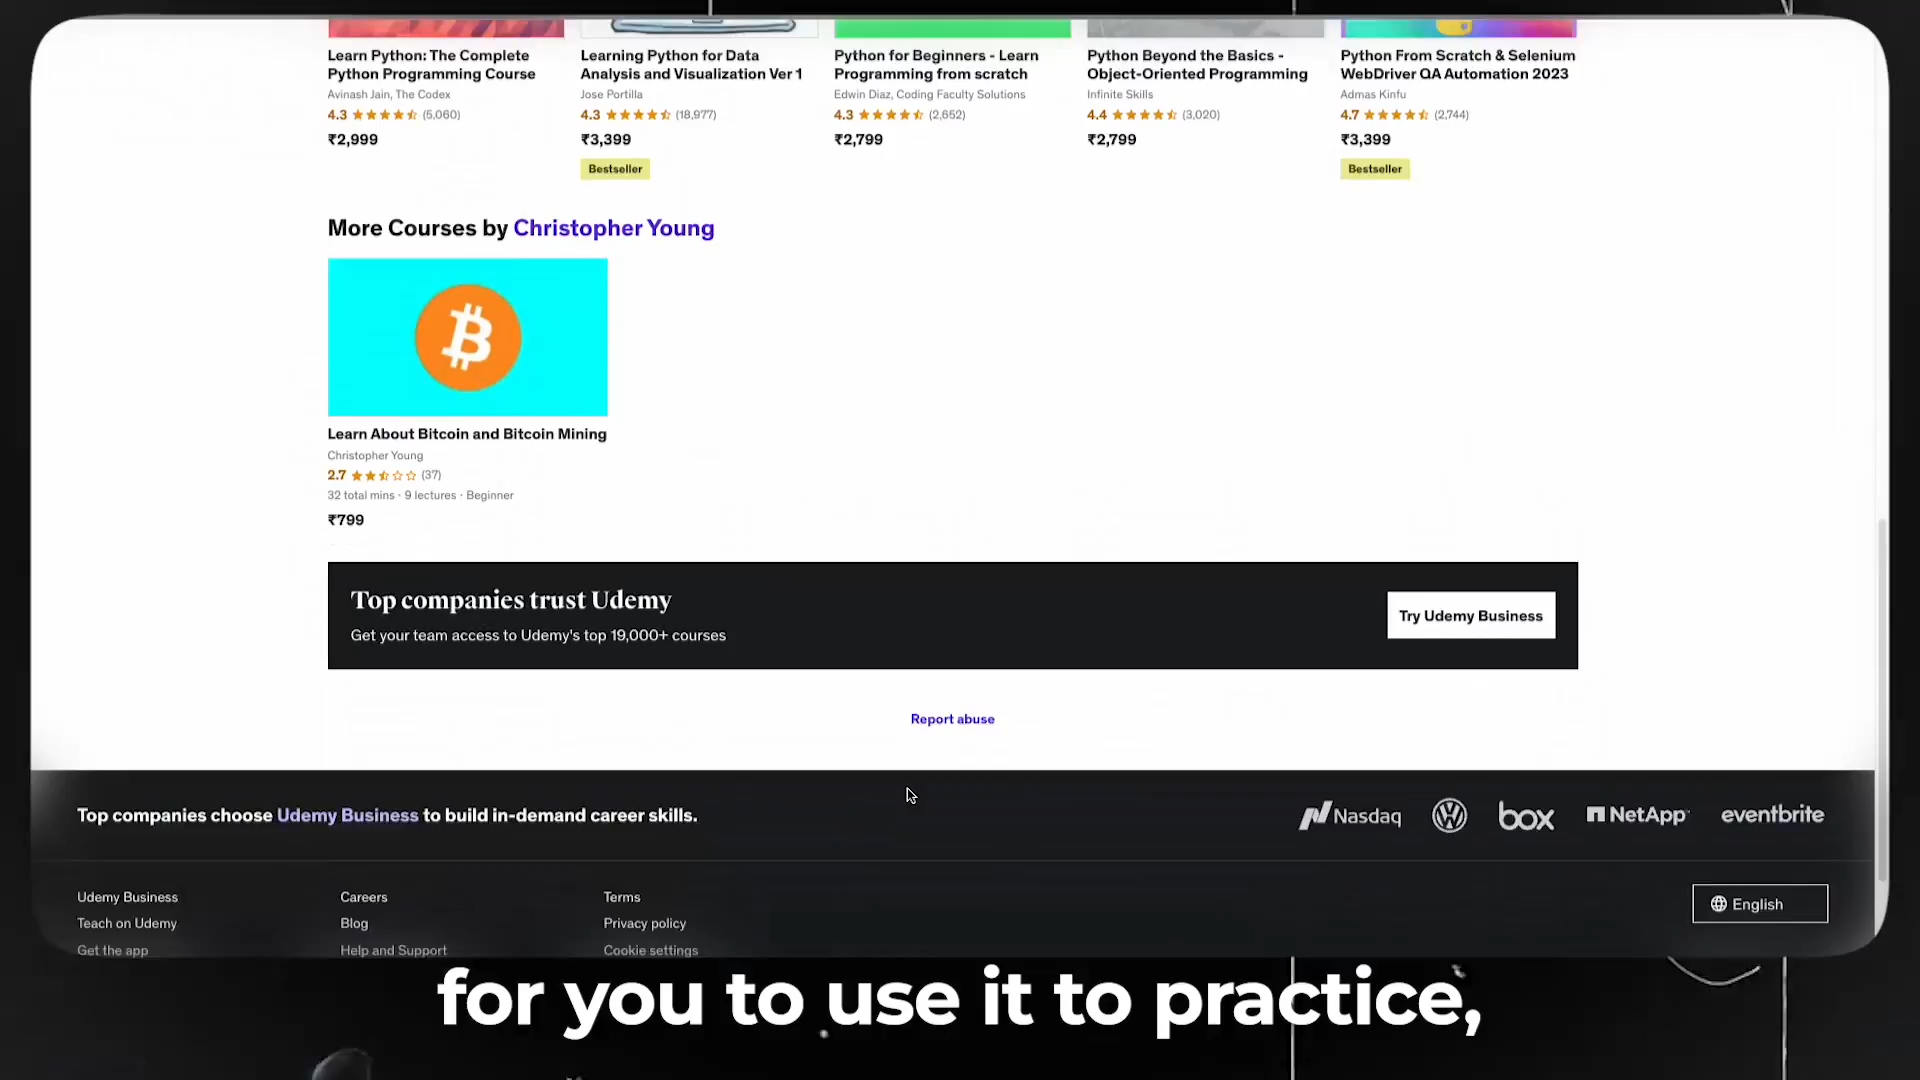 Learn Python: The Complete
Python Programming Course
Avinash Jain, The Codex
4.3 (5,060)
₹2,999
Learning Python for Data
Analysis and Visualization Ver 1
Jose Portilla
4.3 (18,977)
₹3,399
Bestseller
Python for Beginners - Learn
Programming from scratch
Edwin Diaz, Coding Faculty Solutions
4.3 (2,652)
₹2,799
Python Beyond the Basics -
Object-Oriented Programming
Infinite Skills
4.4 (3,020)
₹2,799
Python From Scratch & Selenium
WebDriver QA Automation 2023
Admas Kinfu
4.7 (2,744)
₹3,399
Bestseller
More Courses by Christopher Young
Learn About Bitcoin and Bitcoin Mining
Christopher Young
2.7 (37)
32 total mins · 9 lectures · Beginner
₹799
Top companies trust Udemy
Get your team access to Udemy's top 19,000+ courses
Try Udemy Business
Report abuse
Top companies choose Udemy Business to build in-demand career skills.
Nasdaq
box
NetApp
eventbrite
Udemy Business
Teach on Udemy
Get the app
Careers
Blog
Help and Support
Terms
Privacy policy
Cookie settings
English
for you to use it to practice,